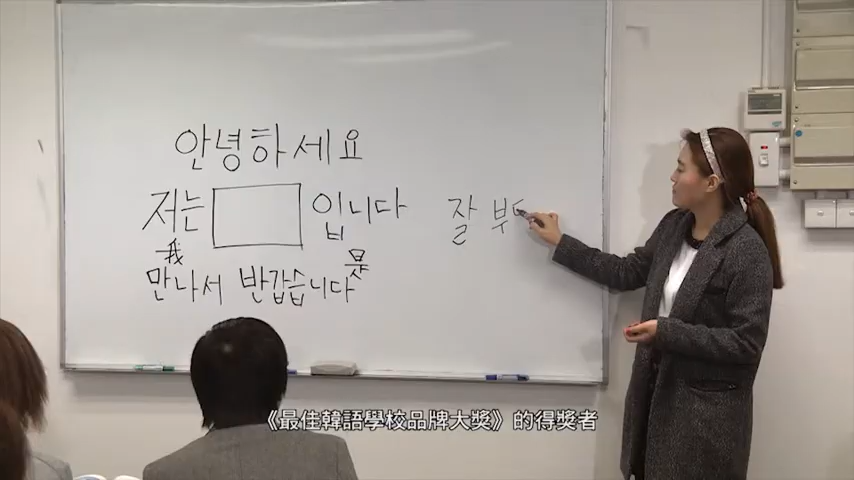 안녕하세요
저는 입니다
我 是
만나서 반갑습니다
잘 부
《最佳韓語學校品牌大獎》的得獎者